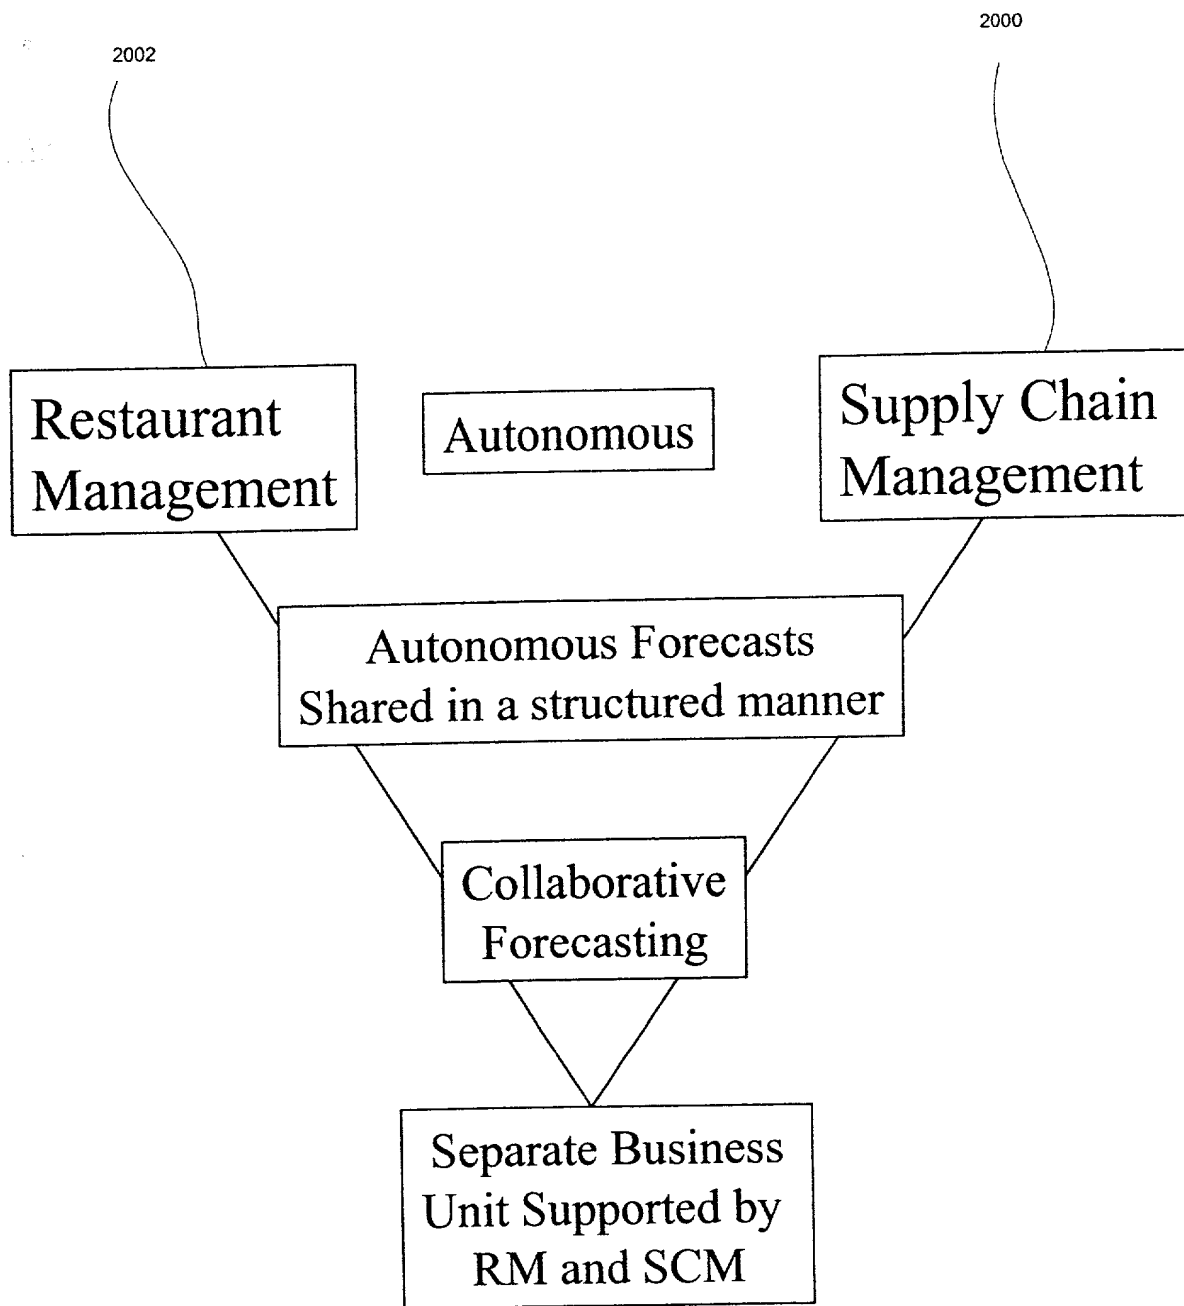 2002
2000
Restaurant
Management
Autonomous
Supply Chain
Management
Autonomous Forecasts
Shared in a structured manner
Collaborative
Forecasting
Separate Business
Unit Supported by
RM and SCM